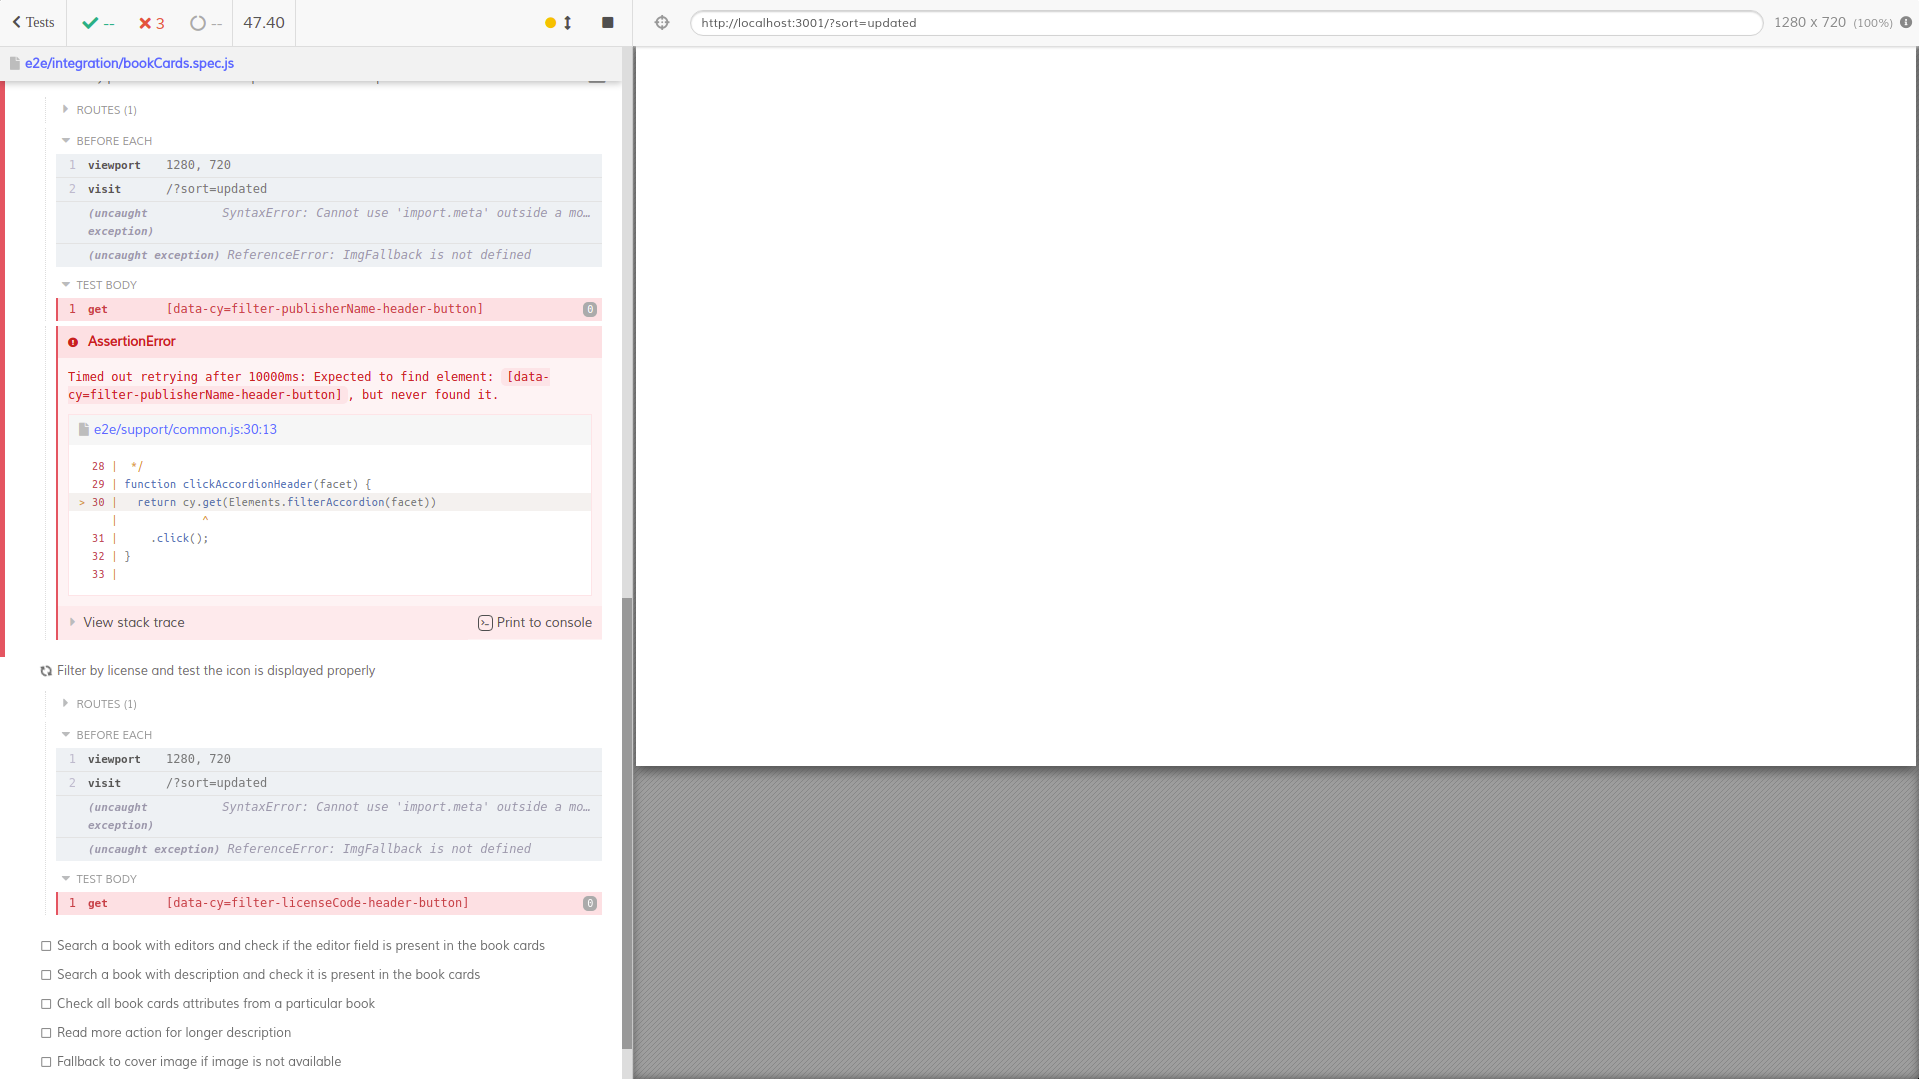 Tests
--
3
--
47.40
http://localhost:3001/?sort=updated
1280 x 720 (100%)
e2e/integration/bookCards.spec.js
ROUTES (1)
BEFORE EACH
1 viewport 1280, 720
2 visit /?sort=updated
(uncaught exception) SyntaxError: Cannot use 'import.meta' outside a mo…
(uncaught exception) ReferenceError: ImgFallback is not defined
TEST BODY
1 get [data-cy=filter-publisherName-header-button] 0
AssertionError
Timed out retrying after 10000ms: Expected to find element: [data-
cy=filter-publisherName-header-button], but never found it.
e2e/support/common.js:30:13
28 | */
29 | function clickAccordionHeader(facet) {
> 30 | return cy.get(Elements.filterAccordion(facet))
| ^
31 | .click();
32 | }
33 |
View stack trace
Print to console
Filter by license and test the icon is displayed properly
ROUTES (1)
BEFORE EACH
1 viewport 1280, 720
2 visit /?sort=updated
(uncaught exception) SyntaxError: Cannot use 'import.meta' outside a mo…
(uncaught exception) ReferenceError: ImgFallback is not defined
TEST BODY
1 get [data-cy=filter-licenseCode-header-button] 0
Search a book with editors and check if the editor field is present in the book cards
Search a book with description and check it is present in the book cards
Check all book cards attributes from a particular book
Read more action for longer description
Fallback to cover image if image is not available